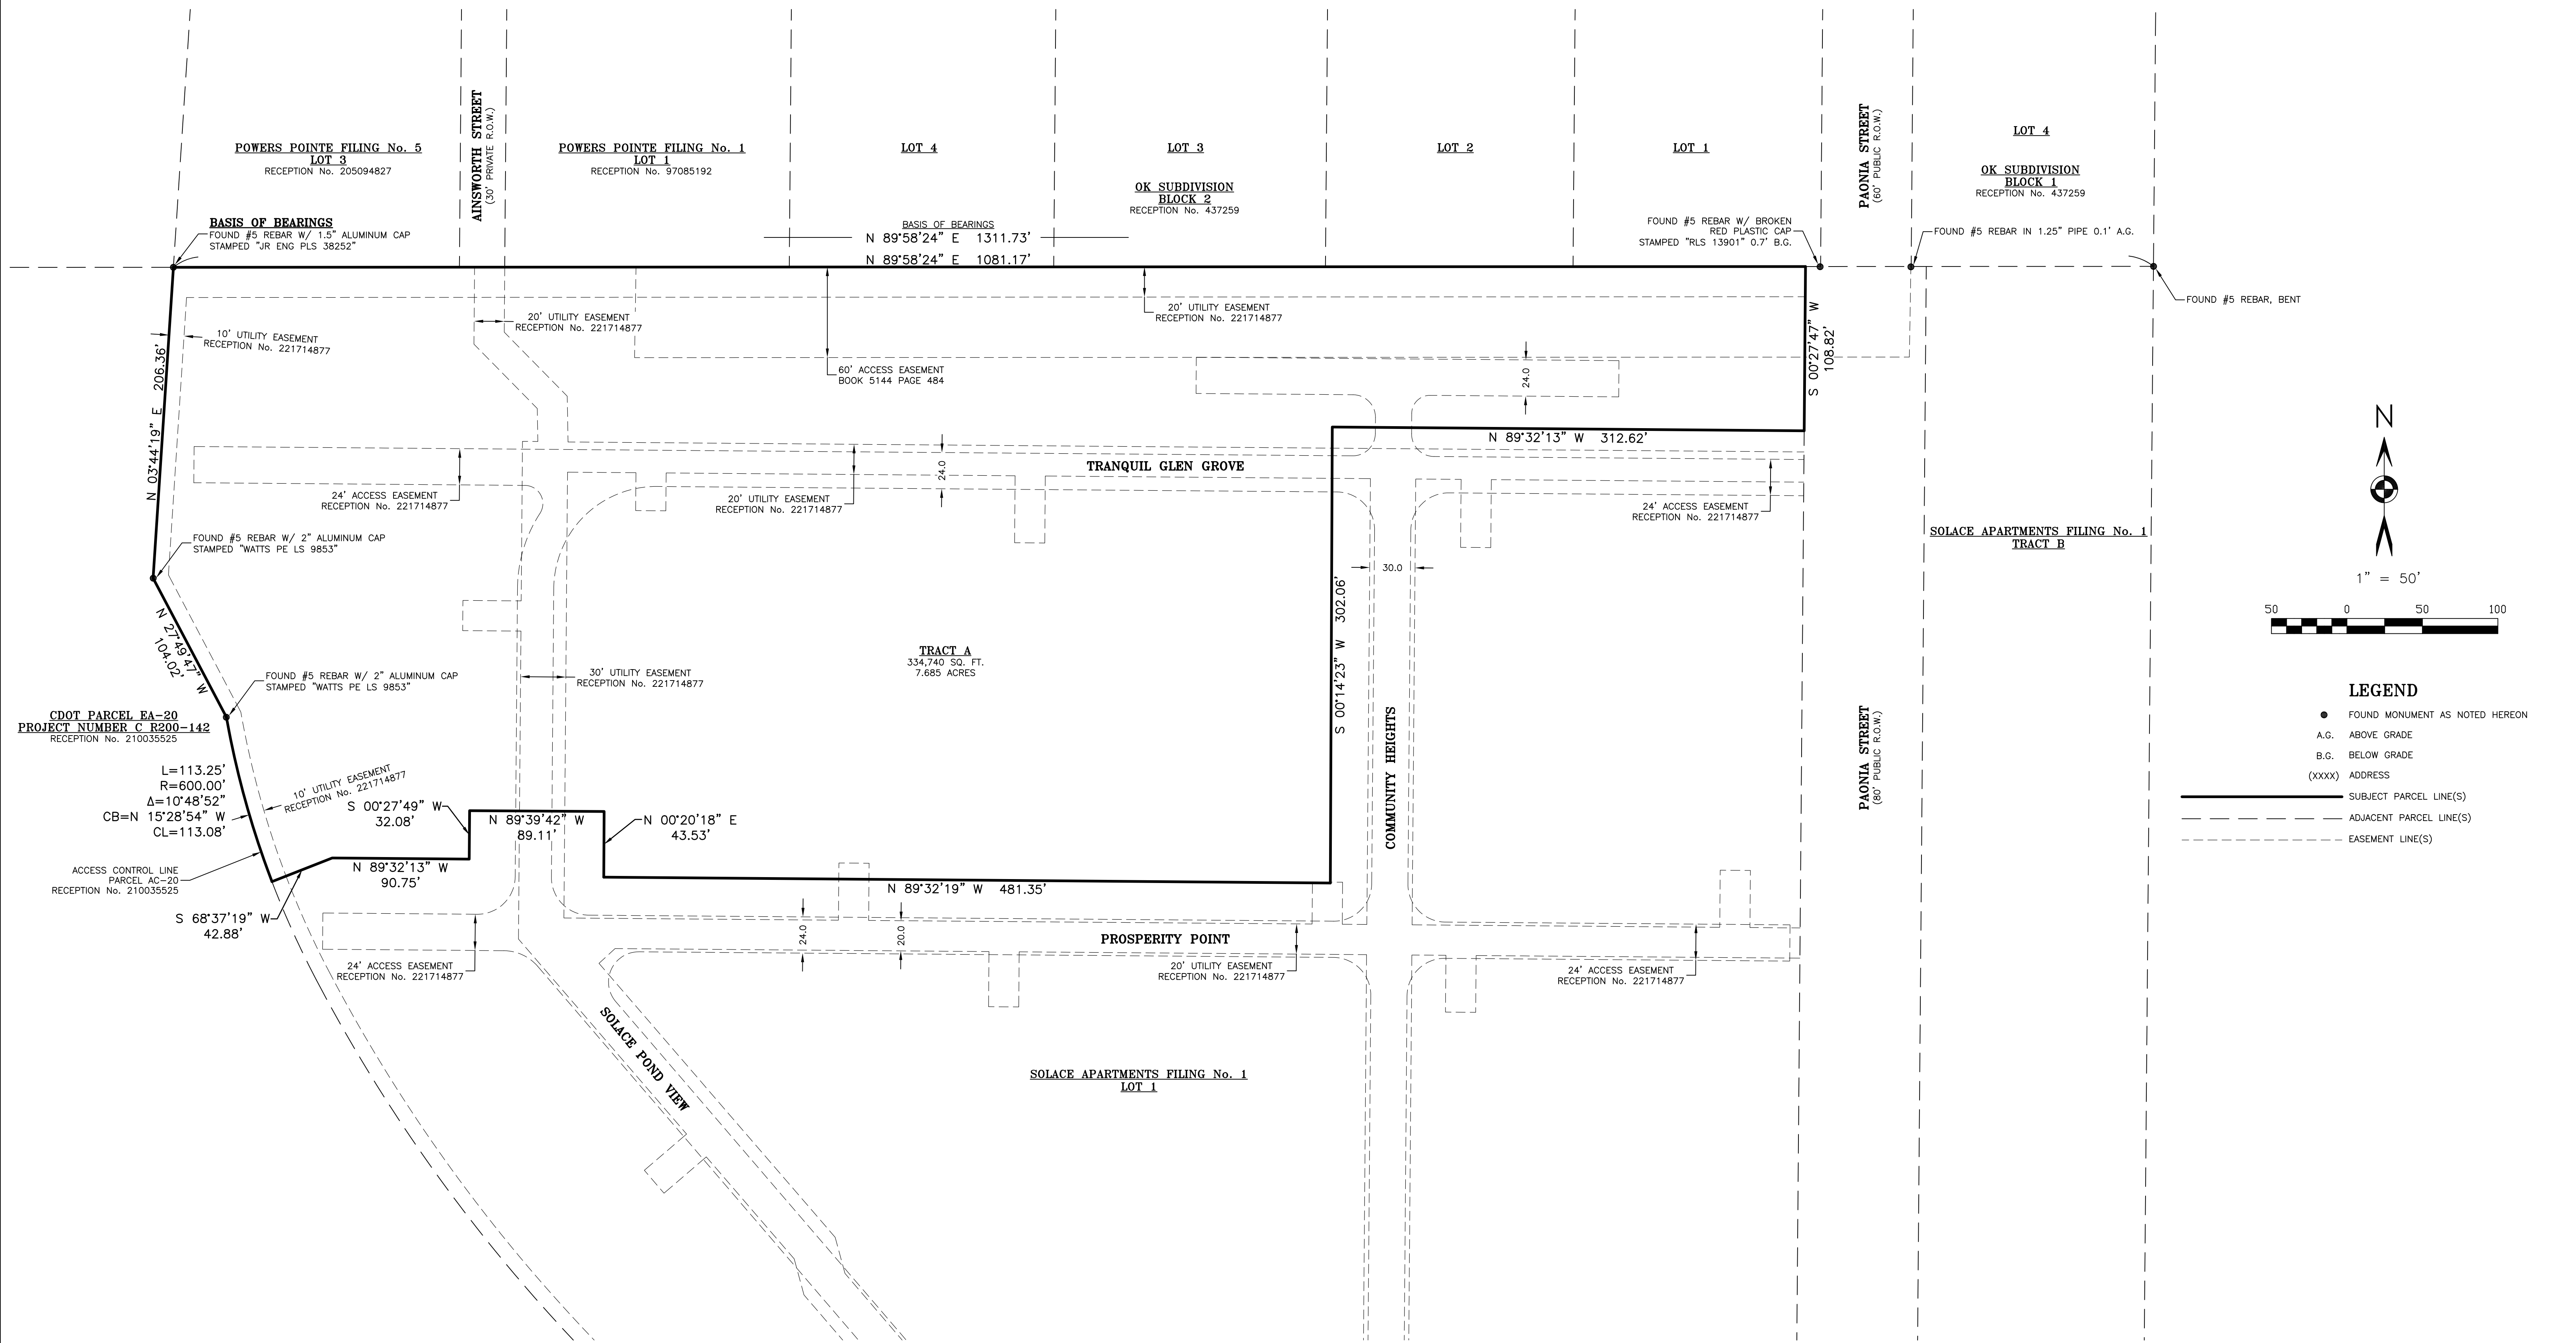 POWERS POINTE FILING No. 5
LOT 3
RECEPTION No. 205094827
AINSWORTH STREET
(30' PRIVATE R.O.W.)
POWERS POINTE FILING No. 1
LOT 1
RECEPTION No. 97085192
LOT 4
LOT 3
OK SUBDIVISION
BLOCK 2
RECEPTION No. 437259
LOT 2
LOT 1
PAONIA STREET
(60' PUBLIC R.O.W.)
LOT 4
OK SUBDIVISION
BLOCK 1
RECEPTION No. 437259
BASIS OF BEARINGS
FOUND #5 REBAR W/ 1.5" ALUMINUM CAP
STAMPED "JR ENG PLS 38252"
BASIS OF BEARINGS
N 89°58'24" E 1311.73'
N 89°58'24" E 1081.17'
FOUND #5 REBAR W/ BROKEN
RED PLASTIC CAP
STAMPED "RLS 13901" 0.7' B.G.
FOUND #5 REBAR IN 1.25" PIPE 0.1' A.G.
FOUND #5 REBAR, BENT
10' UTILITY EASEMENT
RECEPTION No. 221714877
20' UTILITY EASEMENT
RECEPTION No. 221714877
20' UTILITY EASEMENT
RECEPTION No. 221714877
60' ACCESS EASEMENT
BOOK 5144 PAGE 484
24.0
S 00°27'47" W
108.82'
N 03°44'19" E 206.36'
N 89°32'13" W 312.62'
TRANQUIL GLEN GROVE
24.0
24' ACCESS EASEMENT
RECEPTION No. 221714877
20' UTILITY EASEMENT
RECEPTION No. 221714877
24' ACCESS EASEMENT
RECEPTION No. 221714877
N
1" = 50'
50 0 50 100
FOUND #5 REBAR W/ 2" ALUMINUM CAP
STAMPED "WATTS PE LS 9853"
SOLACE APARTMENTS FILING No. 1
TRACT B
30.0
S 00°14'23" W 302.06'
N 27°49'47" W
104.02'
TRACT A
334,740 SQ. FT.
7.685 ACRES
FOUND #5 REBAR W/ 2" ALUMINUM CAP
STAMPED "WATTS PE LS 9853"
30' UTILITY EASEMENT
RECEPTION No. 221714877
CDOT PARCEL EA-20
PROJECT NUMBER C R200-142
RECEPTION No. 210035525
COMMUNITY HEIGHTS
PAONIA STREET
(80' PUBLIC R.O.W.)
LEGEND
FOUND MONUMENT AS NOTED HEREON
A.G. ABOVE GRADE
B.G. BELOW GRADE
(XXXX) ADDRESS
SUBJECT PARCEL LINE(S)
ADJACENT PARCEL LINE(S)
EASEMENT LINE(S)
L=113.25'
R=600.00'
Δ=10°48'52"
CB=N 15°28'54" W
CL=113.08'
10' UTILITY EASEMENT
RECEPTION No. 221714877
S 00°27'49" W
32.08'
N 89°39'42" W
89.11'
N 00°20'18" E
43.53'
ACCESS CONTROL LINE
PARCEL AC-20
RECEPTION No. 210035525
N 89°32'13" W
90.75'
N 89°32'19" W 481.35'
S 68°37'19" W
42.88'
24.0
20.0
PROSPERITY POINT
24' ACCESS EASEMENT
RECEPTION No. 221714877
20' UTILITY EASEMENT
RECEPTION No. 221714877
24' ACCESS EASEMENT
RECEPTION No. 221714877
SOLACE POND VIEW
SOLACE APARTMENTS FILING No. 1
LOT 1